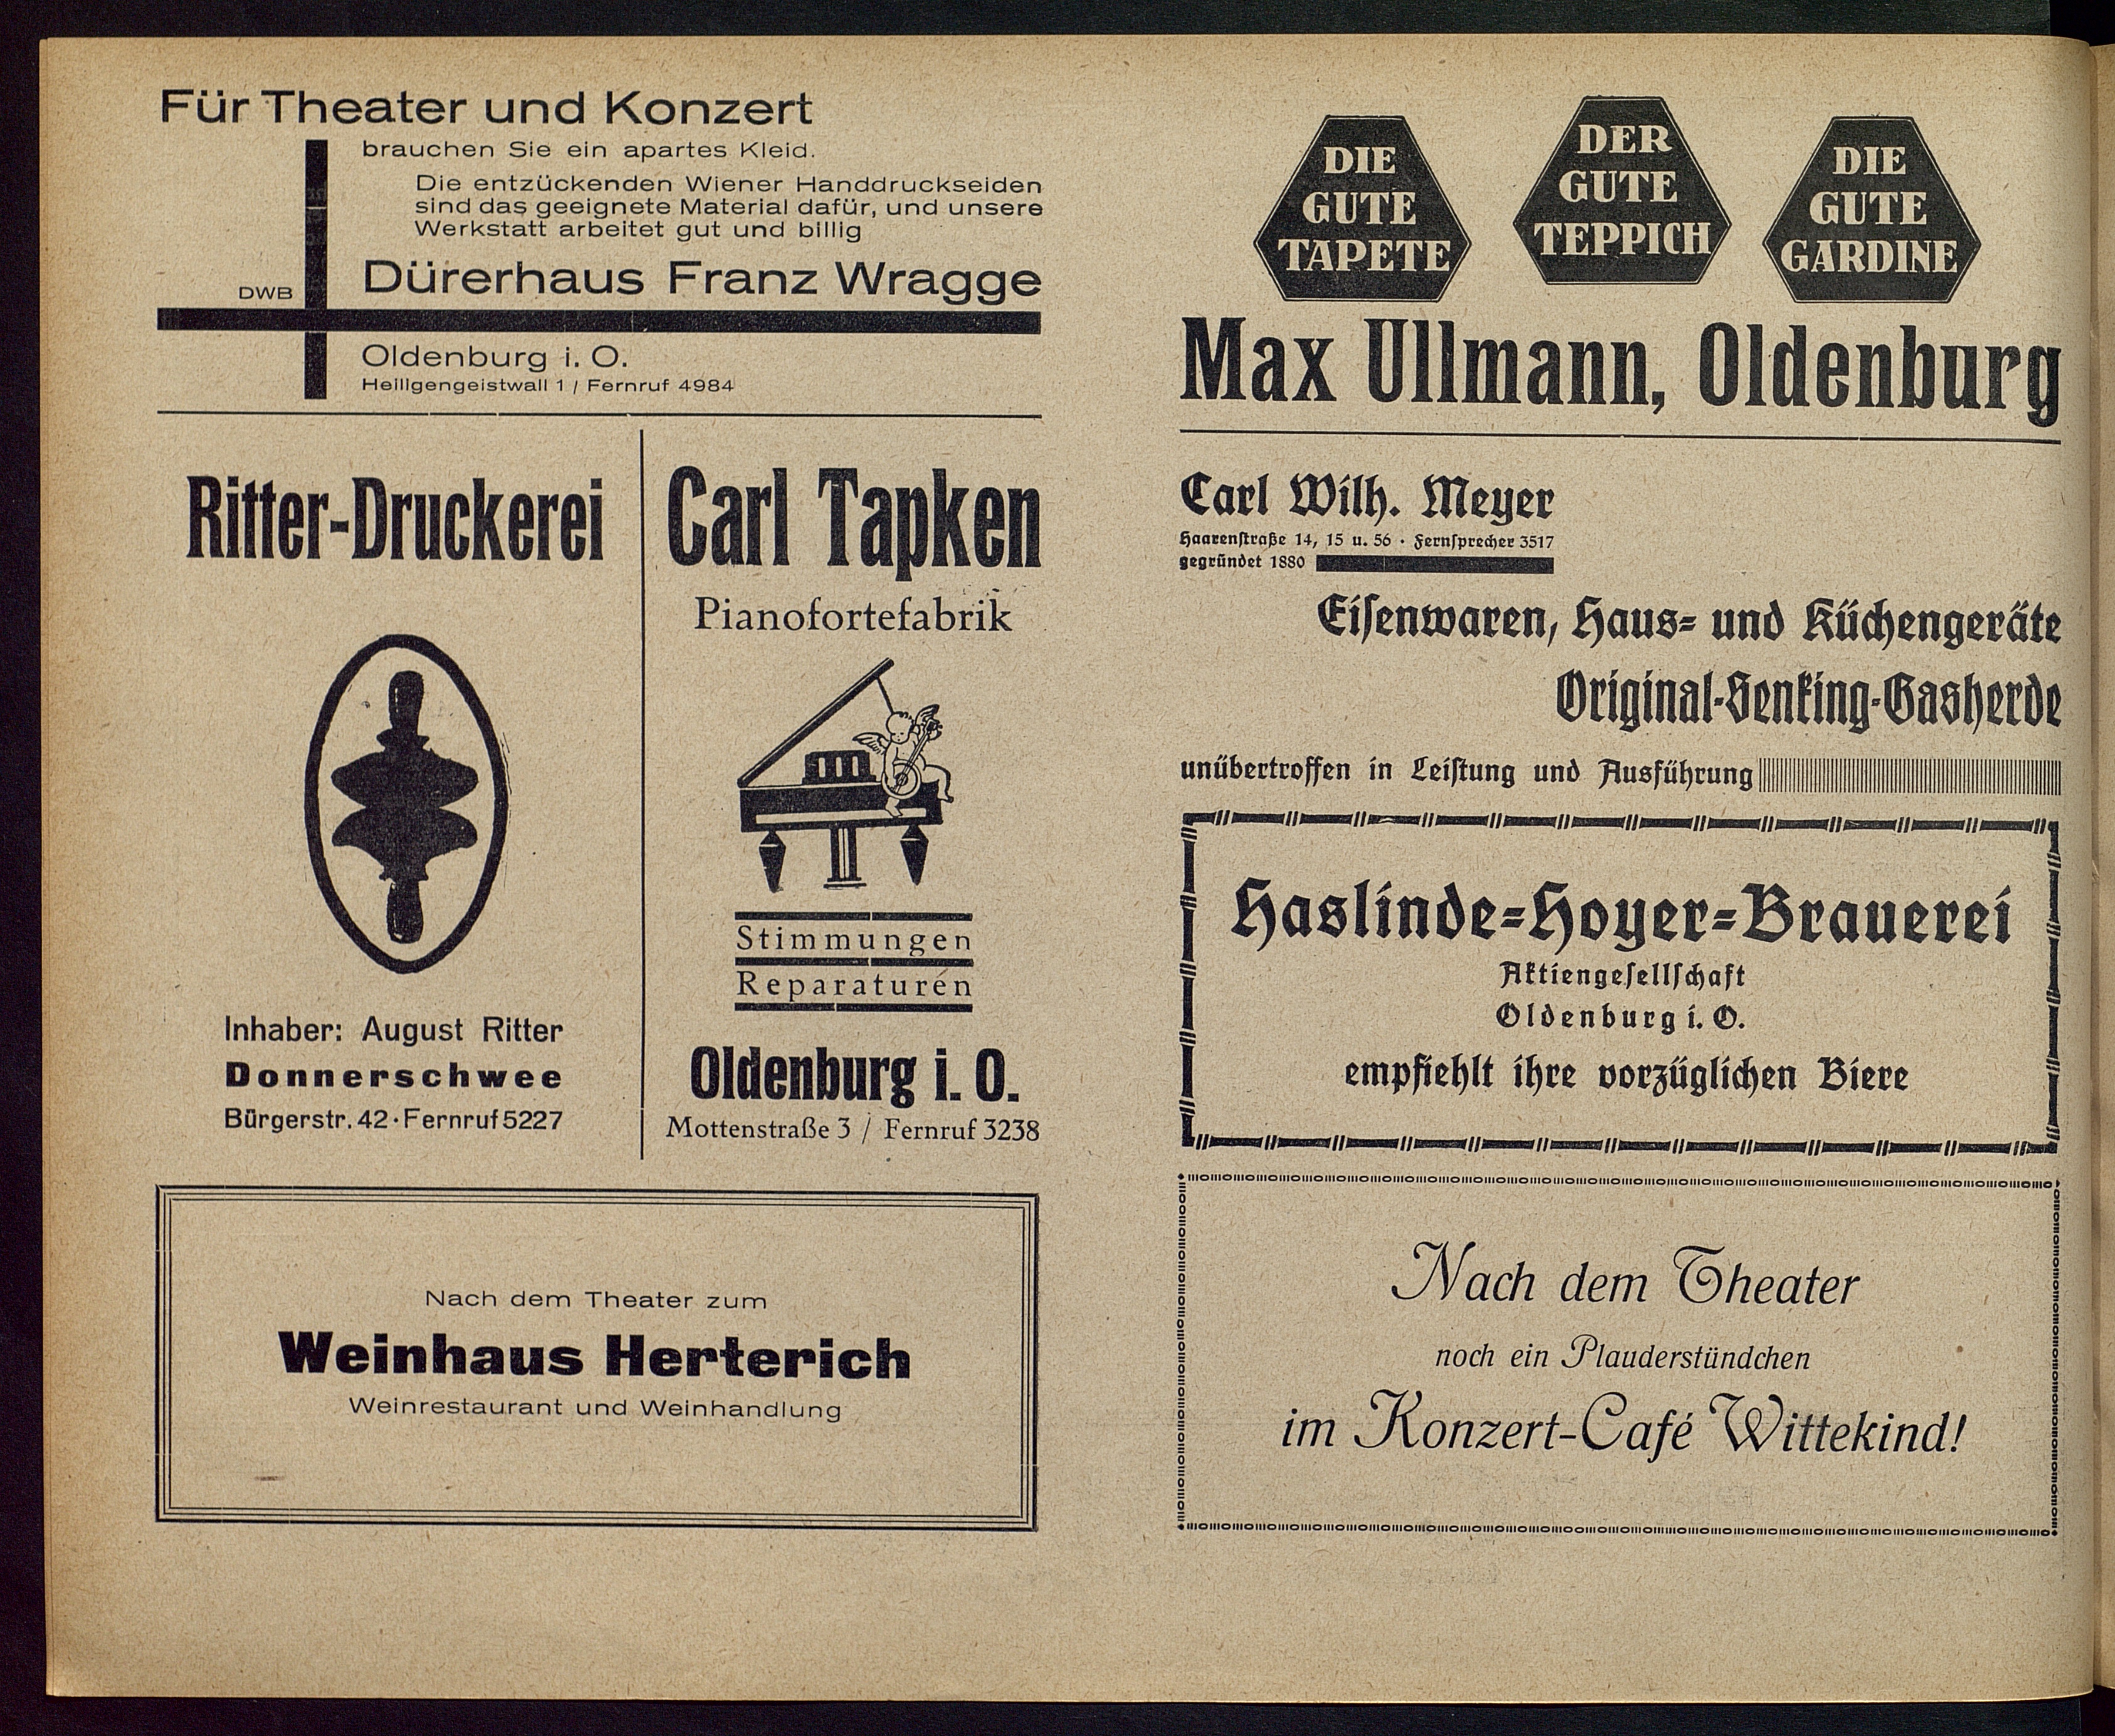 Für Theater und Konzert
brauchen Sie ein apartes Kleid.
Die entzückenden Wiener Handdruckseiden
sind das geeignete Material dafür, und unsere
Werkstatt arbeitet gut und billig
Dürerhaus Franz Wragge
DWB
Oldenburg i. O.
Heiligengeistwall 1 / Fernruf 4984
Ritter-Druckerei
Inhaber: August Ritter
Donnerschwee
Bürgerstr. 42 · Fernruf 5227
Carl Tapken
Pianofortefabrik
Stimmungen
Reparaturen
Oldenburg i. O.
Mottenstraße 3 / Fernruf 3238
Nach dem Theater zum
Weinhaus Herterich
Weinrestaurant und Weinhandlung
DIE
GUTE
TAPETE
DER
GUTE
TEPPICH
DIE
GUTE
GARDINE
Max Ullmann, Oldenburg
Carl Wilh. Meyer
Haarenſtraße 14, 15 u. 56 · Fernſprecher 3517
gegründet 1880
Eiſenwaren, Haus- und Küchengeräte
Original-Senking-Gasherde
unübertroffen in Leiſtung und Ausführung
Haslinde-Hoyer-Brauerei
Aktiengeſellſchaft
Oldenburg i. O.
empfiehlt ihre vorzüglichen Biere
Nach dem Theater
noch ein Plauderstündchen
im Konzert-Café Wittekind!